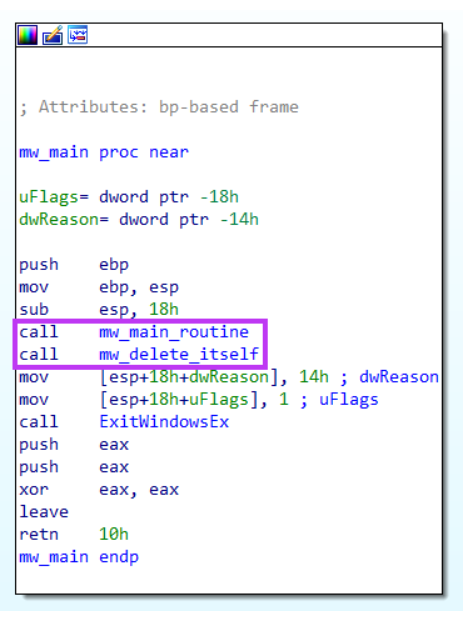 ; Attributes: bp-based frame
mw_main proc near
uFlags= dword ptr -18h
dwReason= dword ptr -14h
push    ebp
mov     ebp, esp
sub     esp, 18h
call    mw_main_routine
call    mw_delete_itself
mov     [esp+18h+dwReason], 14h ; dwReason
mov     [esp+18h+uFlags], 1 ; uFlags
call    ExitWindowsEx
push    eax
push    eax
xor     eax, eax
leave
retn    10h
mw_main endp